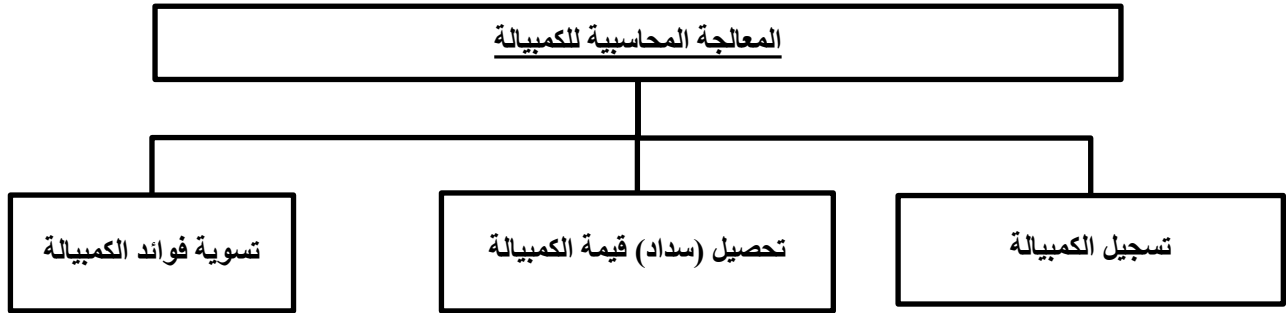 المعالجة المحاسبية للكمبيالة
تسجيل الكمبيالة
تحصيل (سداد) قيمة الكمبيالة
تسوية فوائد الكمبيالة